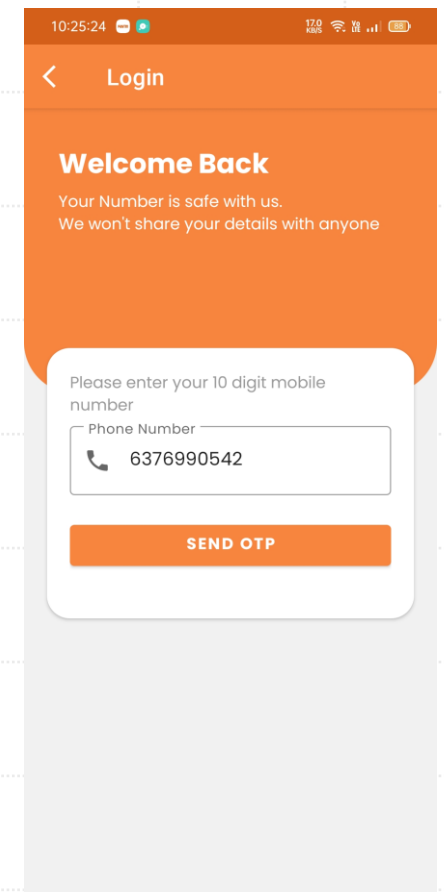 10:25:24
17.0
KB/S
55
Login
Welcome Back
Your Number is safe with us.
We won't share your details with anyone
Please enter your 10 digit mobile
number
Phone Number
6376990542
SEND OTP